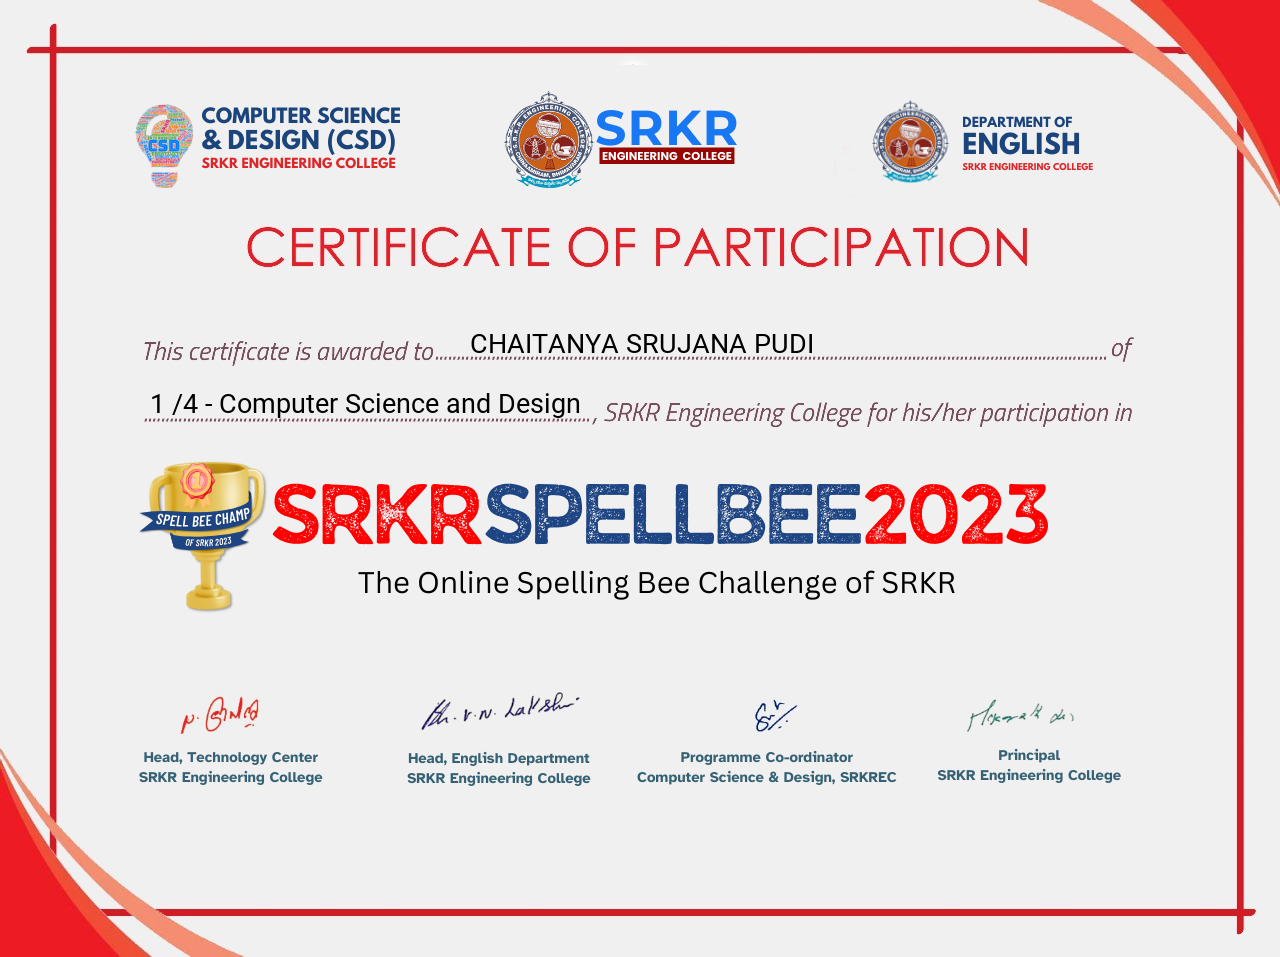 COMPUTER SCIENCE
& DESIGN (CSD)
SRKR ENGINEERING COLLEGE
CSD
SRKR
ENGINEERING COLLEGE
DEPARTMENT OF
ENGLISH
SRKR ENGINEERING COLLEGE
CERTIFICATE OF PARTICIPATION
This certificate is awarded to CHAITANYA SRUJANA PUDI of
1 /4 - Computer Science and Design, SRKR Engineering College for his/her participation in
SPELL BEE CHAMP
OF SRKR 2023
SRKRSPELLBEE2023
The Online Spelling Bee Challenge of SRKR
Head, Technology Center
SRKR Engineering College
Head, English Department
SRKR Engineering College
Programme Co-ordinator
Computer Science & Design, SRKREC
Principal
SRKR Engineering College